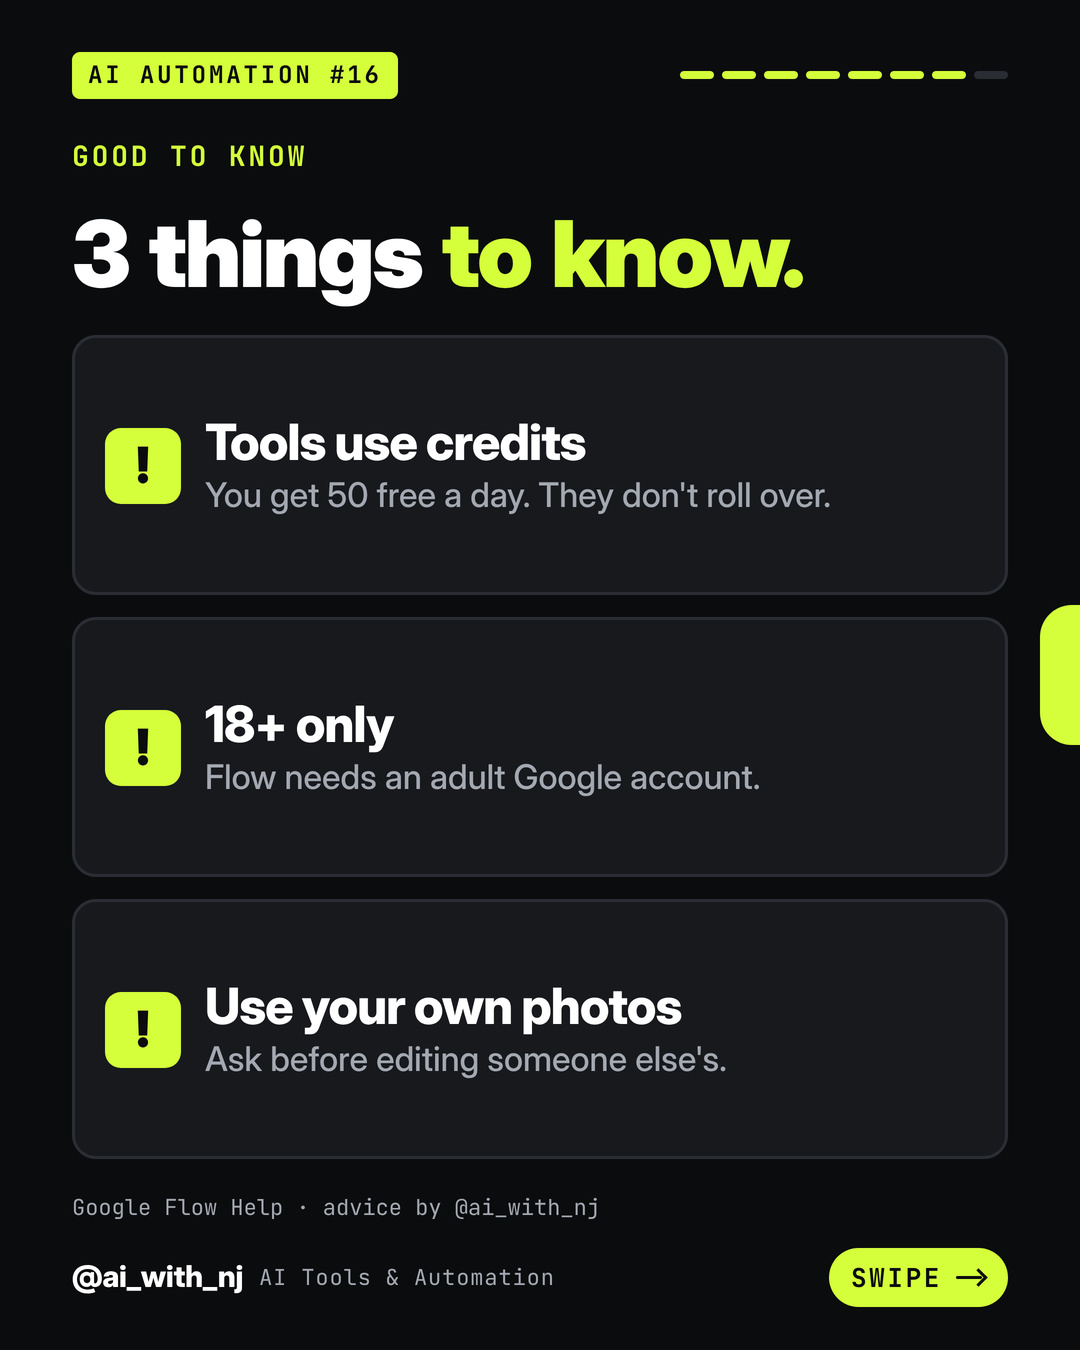 AI AUTOMATION #16
GOOD TO KNOW
3 things to know.
!
Tools use credits
You get 50 free a day. They don't roll over.
!
18+ only
Flow needs an adult Google account.
!
Use your own photos
Ask before editing someone else's.
Google Flow Help · advice by @ai_with_nj
@ai_with_nj AI Tools & Automation
SWIPE →